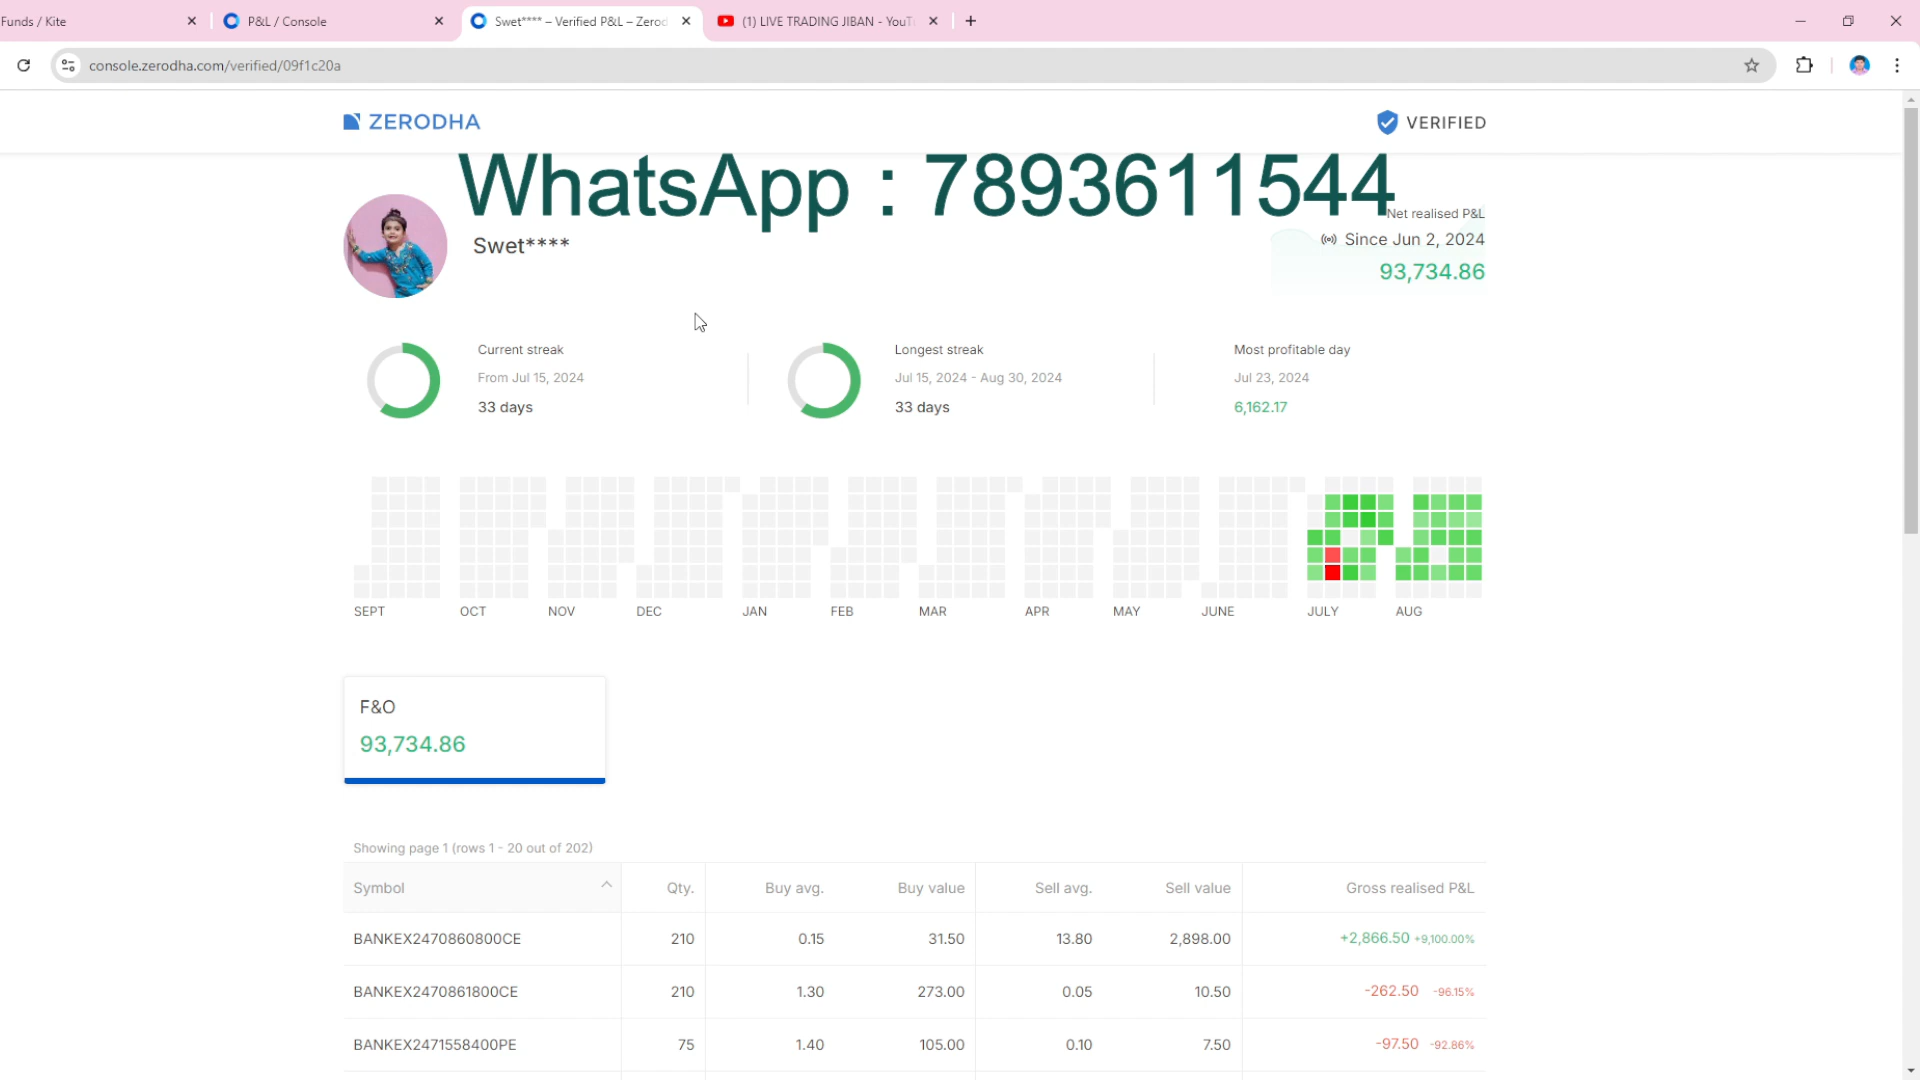 Funds / Kite
P&L / Console
Swet**** – Verified P&L – Zerod
(1) LIVE TRADING JIBAN - YouT
console.zerodha.com/verified/09f1c20a
ZERODHA
VERIFIED
WhatsApp : 7893611544
Swet****
Net realised P&L
Since Jun 2, 2024
93,734.86
Current streak
From Jul 15, 2024
33 days
Longest streak
Jul 15, 2024 - Aug 30, 2024
33 days
Most profitable day
Jul 23, 2024
6,162.17
SEPT OCT NOV DEC JAN FEB MAR APR MAY JUNE JULY AUG
F&O
93,734.86
Showing page 1 (rows 1 - 20 out of 202)
Symbol Qty. Buy avg. Buy value Sell avg. Sell value Gross realised P&L
BANKEX2470860800CE 210 0.15 31.50 13.80 2,898.00 +2,866.50 +9,100.00%
BANKEX2470861800CE 210 1.30 273.00 0.05 10.50 -262.50 -96.15%
BANKEX2471558400PE 75 1.40 105.00 0.10 7.50 -97.50 -92.86%